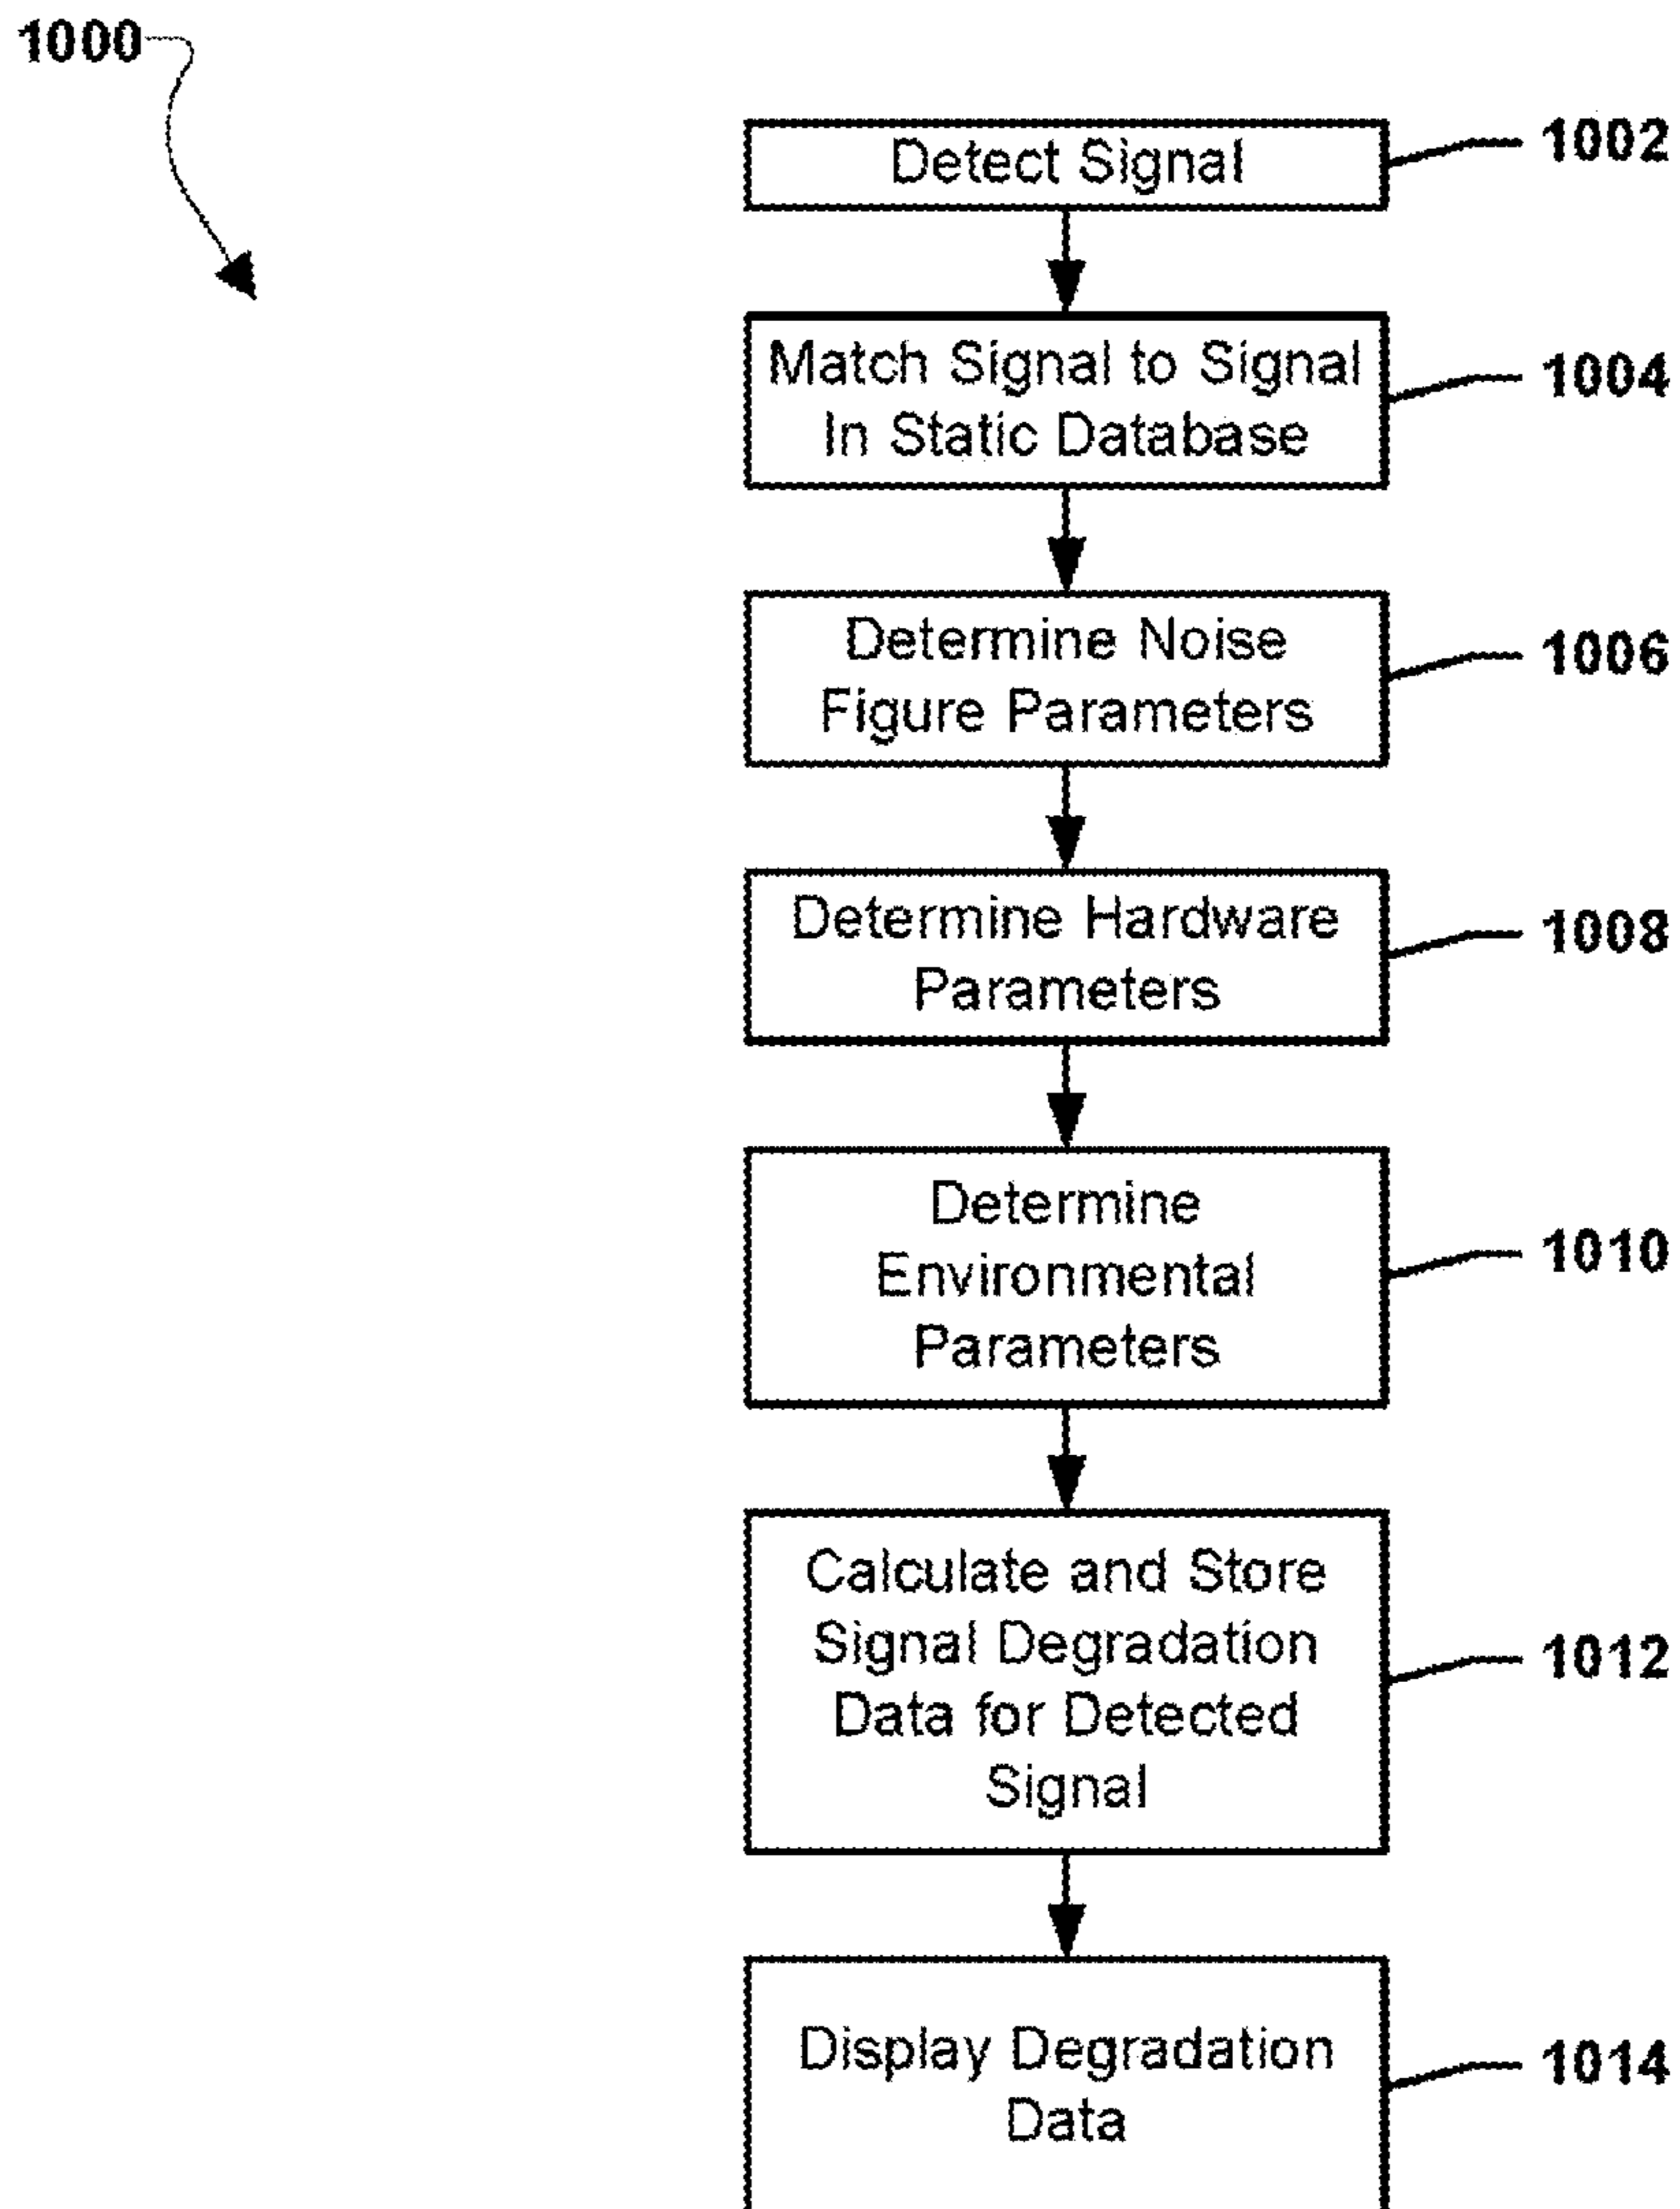 1000
Detect Signal
1002
Match Signal to Signal
In Static Database
1004
Determine Noise
Figure Parameters
1006
Determine Hardware
Parameters
1008
Determine
Environmental
Parameters
1010
Calculate and Store
Signal Degradation
Data for Detected
Signal
1012
Display Degradation
Data
1014